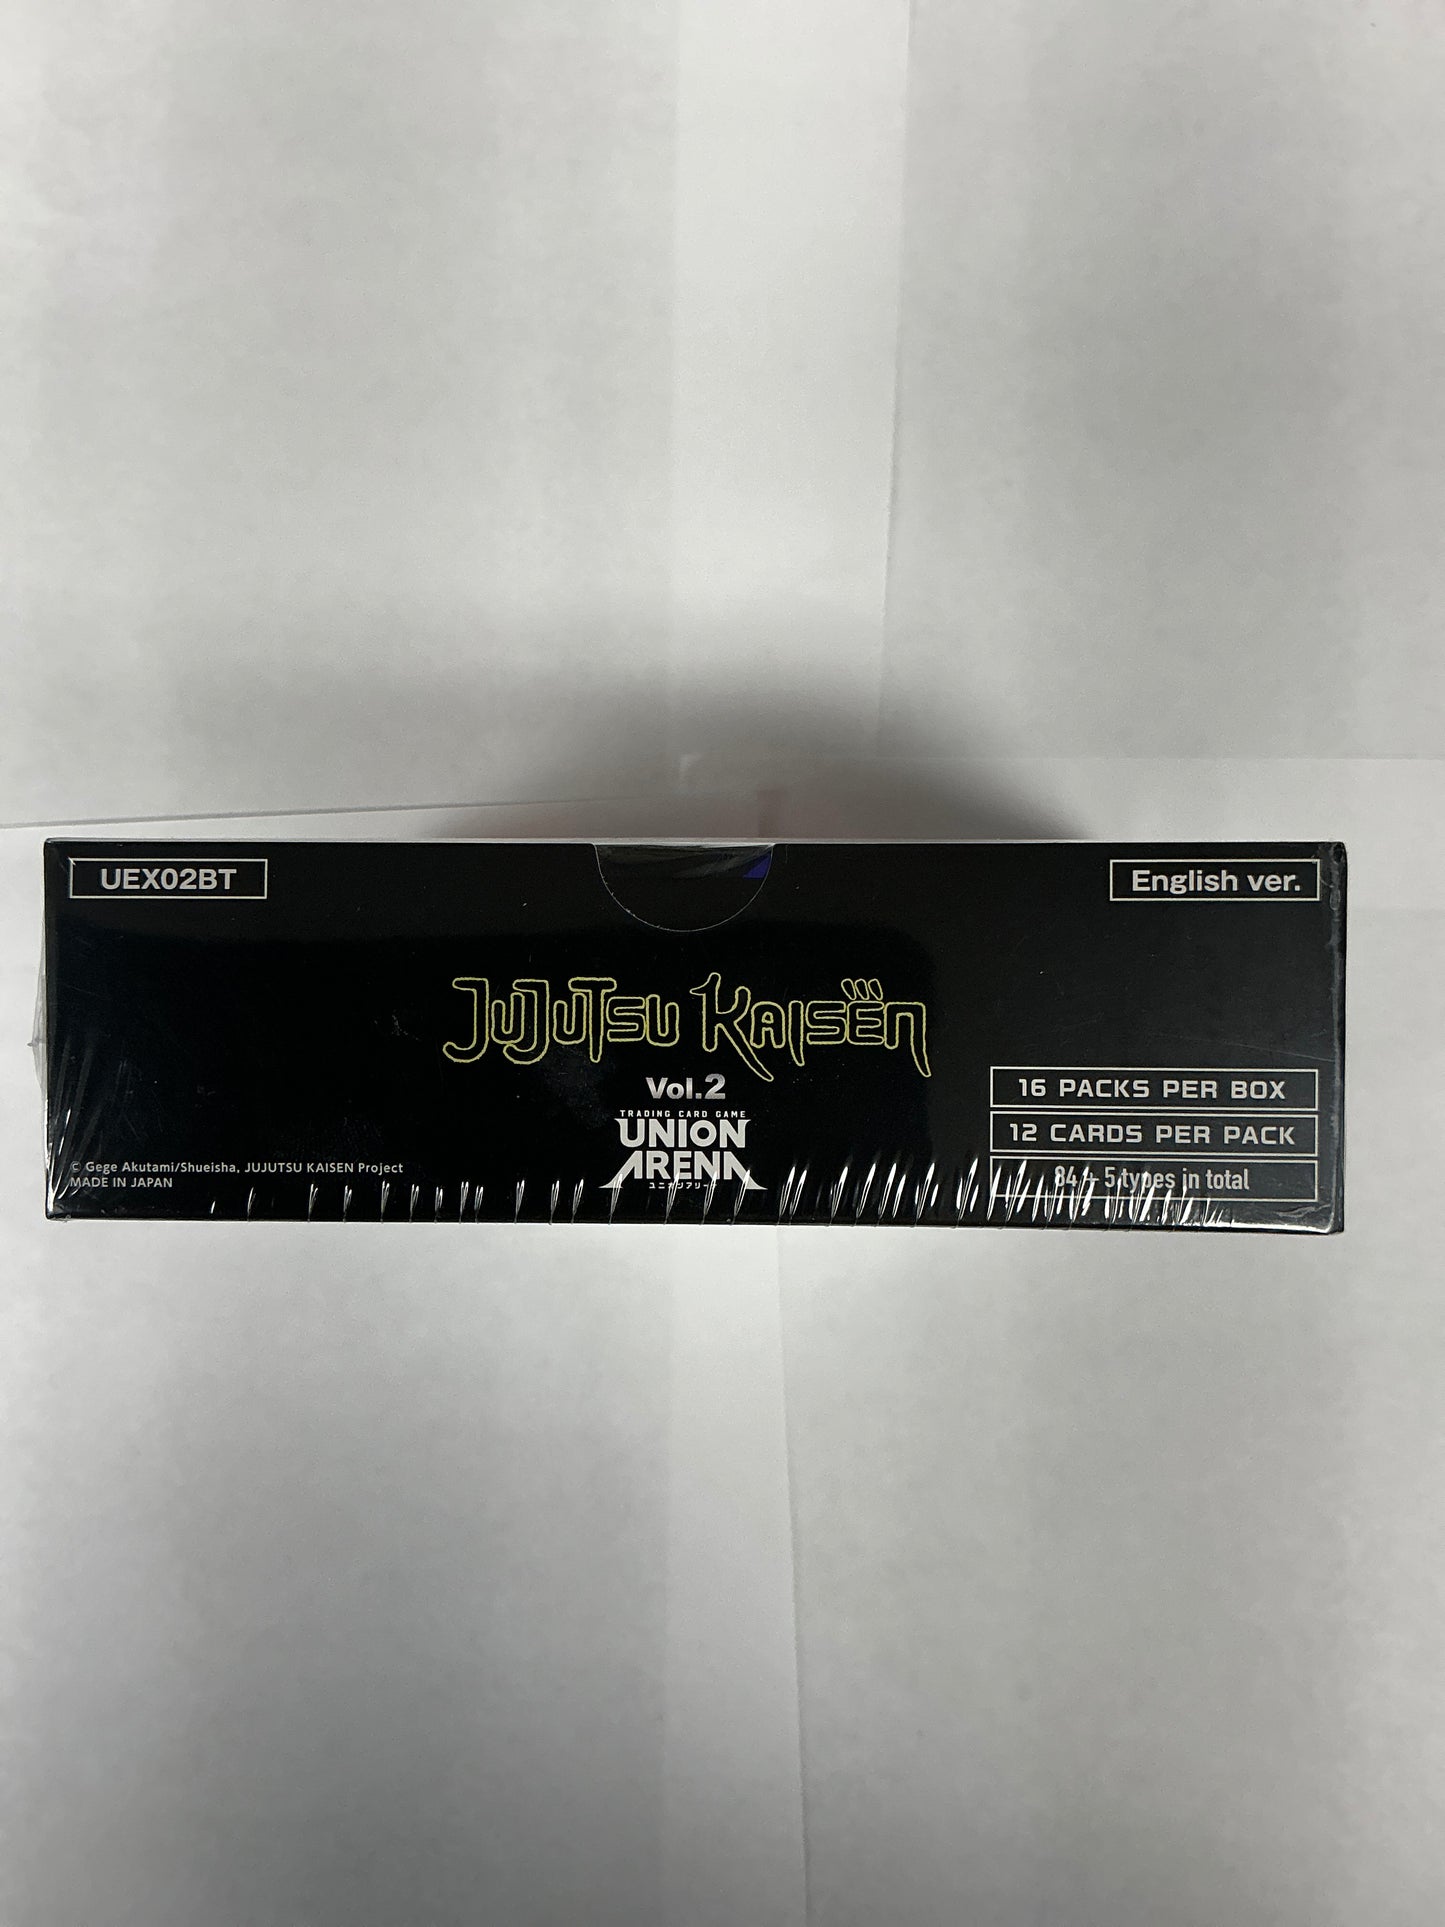 UEX02BT
English ver.
JUJUTSU KAISEN
Vol.2
TRADING CARD GAME
UNION
ARENA
ユニオンアリーナ
16 PACKS PER BOX
12 CARDS PER PACK
84 + 5 types in total
© Gege Akutami/Shueisha, JUJUTSU KAISEN Project
MADE IN JAPAN